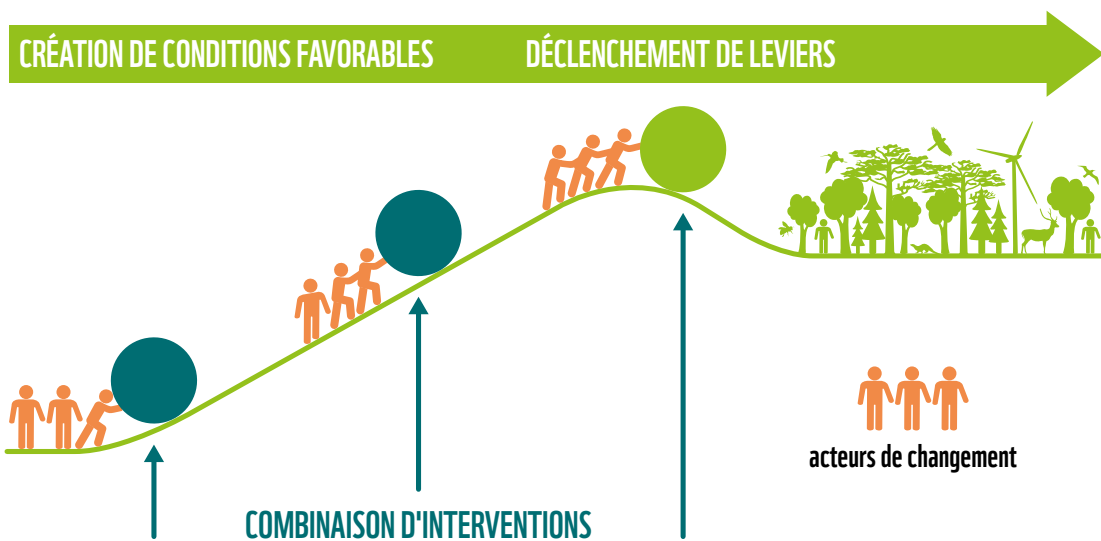 CRÉATION DE CONDITIONS FAVORABLES
DÉCLENCHEMENT DE LEVIERS
acteurs de changement
COMBINAISON D'INTERVENTIONS